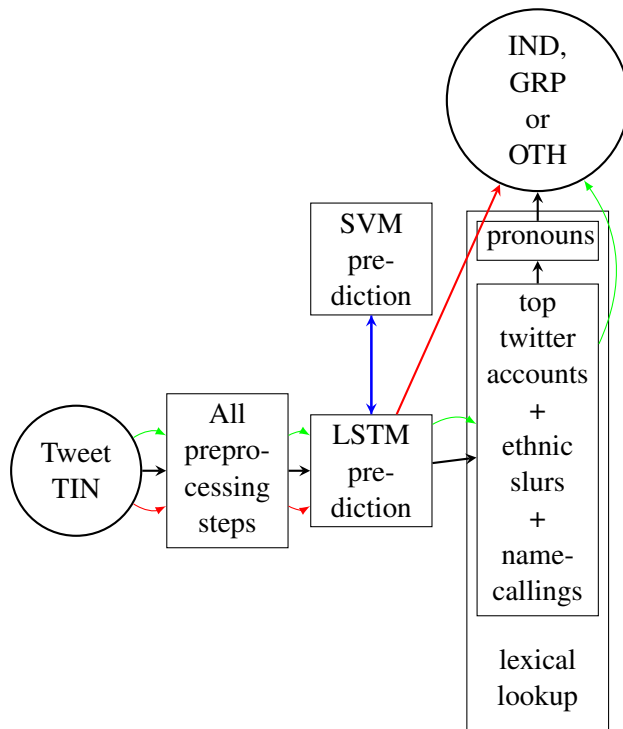 IND,
GRP
or
OTH
SVM
pre-
diction
pronouns
top
twitter
accounts
+
ethnic
slurs
+
name-
callings
Tweet
TIN
All
prepro-
cessing
steps
LSTM
pre-
diction
lexical
lookup